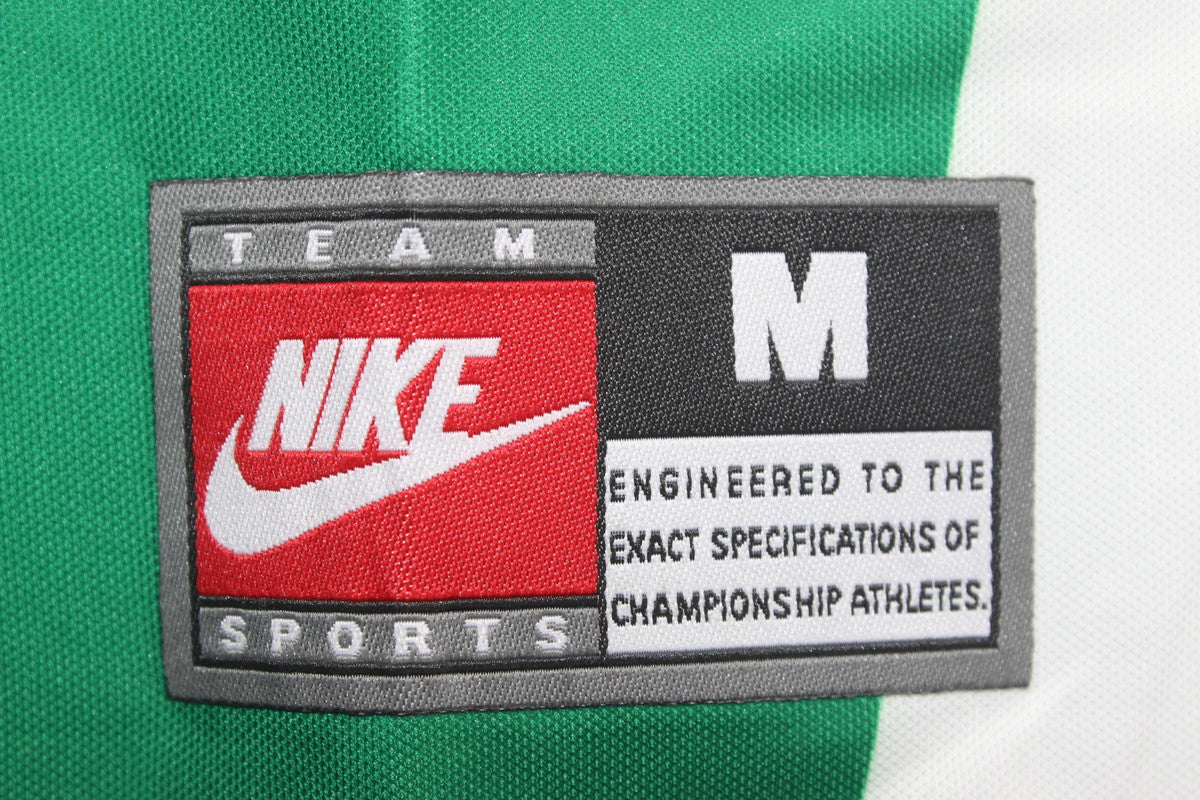 TEAM
NIKE
SPORTS
M
ENGINEERED TO THE
EXACT SPECIFICATIONS OF
CHAMPIONSHIP ATHLETES.